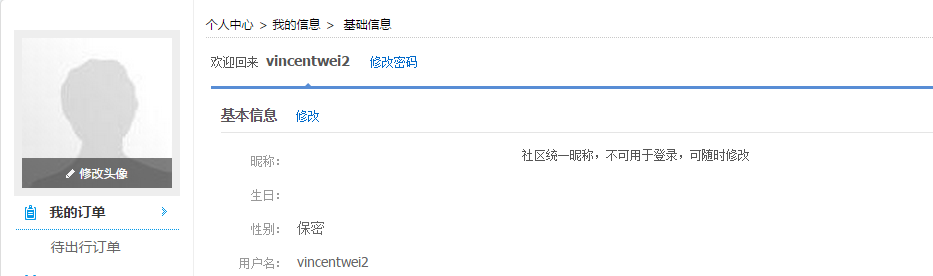 个人中心 > 我的信息 > 基础信息
欢迎回来 vincentwei2 修改密码
基本信息 修改
昵称： 社区统一昵称，不可用于登录，可随时修改
生日：
性别： 保密
用户名： vincentwei2
修改头像
我的订单
待出行订单